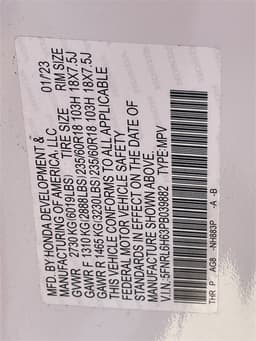 MFD. BY HONDA DEVELOPMENT & 01/23
MANUFACTURING OF AMERICA, LLC
GVWR 2730 KG(6019LBS) TIRE SIZE RIM SIZE
GAWR F 1310 KG(2888LBS) 235/60R18 103H 18X7.5J
GAWR R 1465 KG(3230LBS) 235/60R18 103H 18X7.5J
THIS VEHICLE CONFORMS TO ALL APPLICABLE
FEDERAL MOTOR VEHICLE SAFETY
STANDARDS IN EFFECT ON THE DATE OF
MANUFACTURE SHOWN ABOVE.
V.I.N. :5FNRL6H63PB039882 TYPE:MPV
THR P AG8 -NH883P -A -B